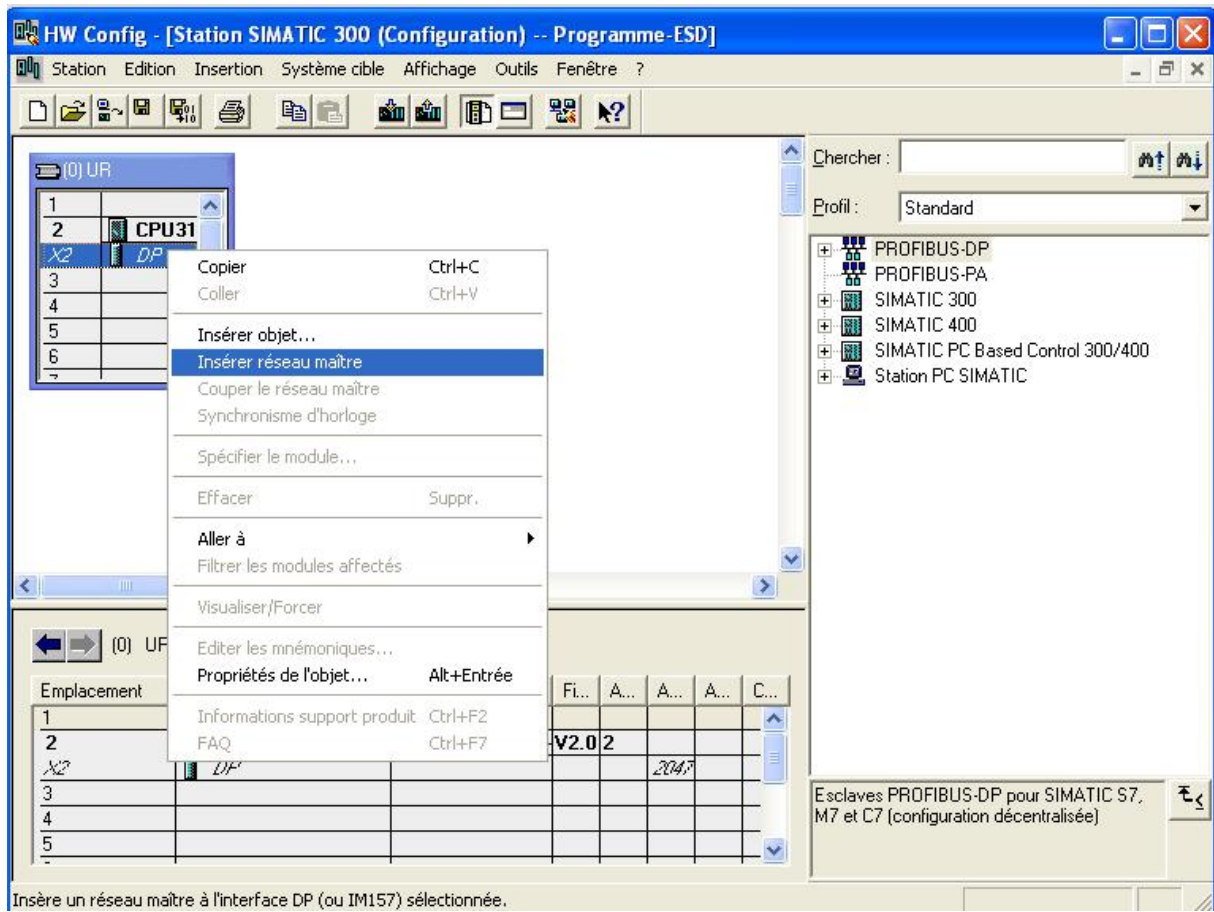 HW Config - [Station SIMATIC 300 (Configuration) -- Programme-ESD]
Station Edition Insertion Système cible Affichage Outils Fenêtre ?
(0) UR
1
2 CPU31
X2 DP
3
4
5
6
7
Copier Ctrl+C
Coller Ctrl+V
Insérer objet...
Insérer réseau maître
Couper le réseau maître
Synchronisme d'horloge
Spécifier le module...
Effacer Suppr.
Aller à
Filtrer les modules affectés
Visualiser/Forcer
Editer les mnémoniques...
Propriétés de l'objet... Alt+Entrée
Informations support produit Ctrl+F2
FAQ Ctrl+F7
Chercher :
Profil : Standard
PROFIBUS-DP
PROFIBUS-PA
SIMATIC 300
SIMATIC 400
SIMATIC PC Based Control 300/400
Station PC SIMATIC
(0) UR
Emplacement Fi... A... A... A... C...
1
2 V2.0 2
X2 DP 2047
3
4
5
Esclaves PROFIBUS-DP pour SIMATIC S7,
M7 et C7 (configuration décentralisée)
Insère un réseau maître à l'interface DP (ou IM157) sélectionnée.